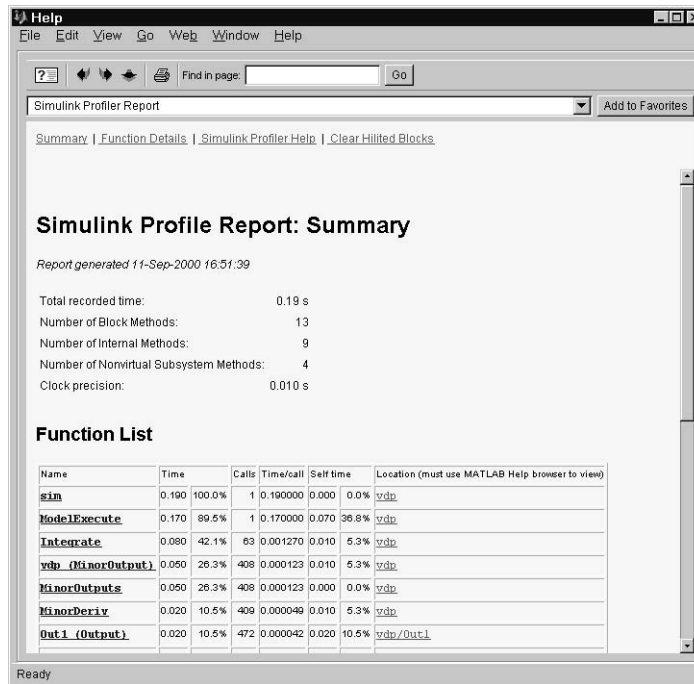 Help
File Edit View Go Web Window Help
Find in page: Go
Simulink Profiler Report Add to Favorites
Summary | Function Details | Simulink Profiler Help | Clear Hilited Blocks
Simulink Profile Report: Summary
Report generated 11-Sep-2000 16:51:39
Total recorded time: 0.19 s
Number of Block Methods: 13
Number of Internal Methods: 9
Number of Nonvirtual Subsystem Methods: 4
Clock precision: 0.010 s
Function List
Name Time Calls Time/call Self time Location (must use MATLAB Help browser to view)
sim 0.190 100.0% 1 0.190000 0.000 0.0% vdp
ModelExecute 0.170 89.5% 1 0.170000 0.070 36.8% vdp
Integrate 0.080 42.1% 63 0.001270 0.010 5.3% vdp
vdp (MinorOutput) 0.050 26.3% 408 0.000123 0.010 5.3% vdp
MinorOutputs 0.050 26.3% 408 0.000123 0.000 0.0% vdp
MinorDeriv 0.020 10.5% 409 0.000049 0.010 5.3% vdp
Out1 (Output) 0.020 10.5% 472 0.000042 0.020 10.5% vdp/Out1
Ready